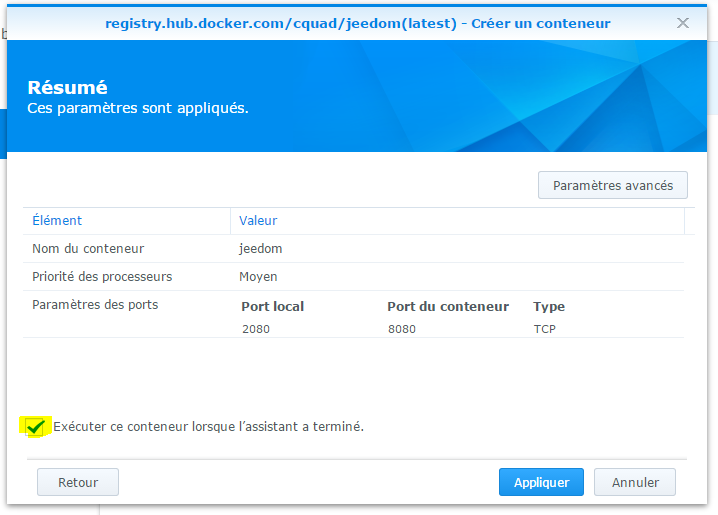 registry.hub.docker.com/cquad/jeedom(latest) - Créer un conteneur
Résumé
Ces paramètres sont appliqués.
Paramètres avancés
Élément Valeur
Nom du conteneur jeedom
Priorité des processeurs Moyen
Paramètres des ports Port local Port du conteneur Type
2080 8080 TCP
Exécuter ce conteneur lorsque l’assistant a terminé.
Retour Appliquer Annuler